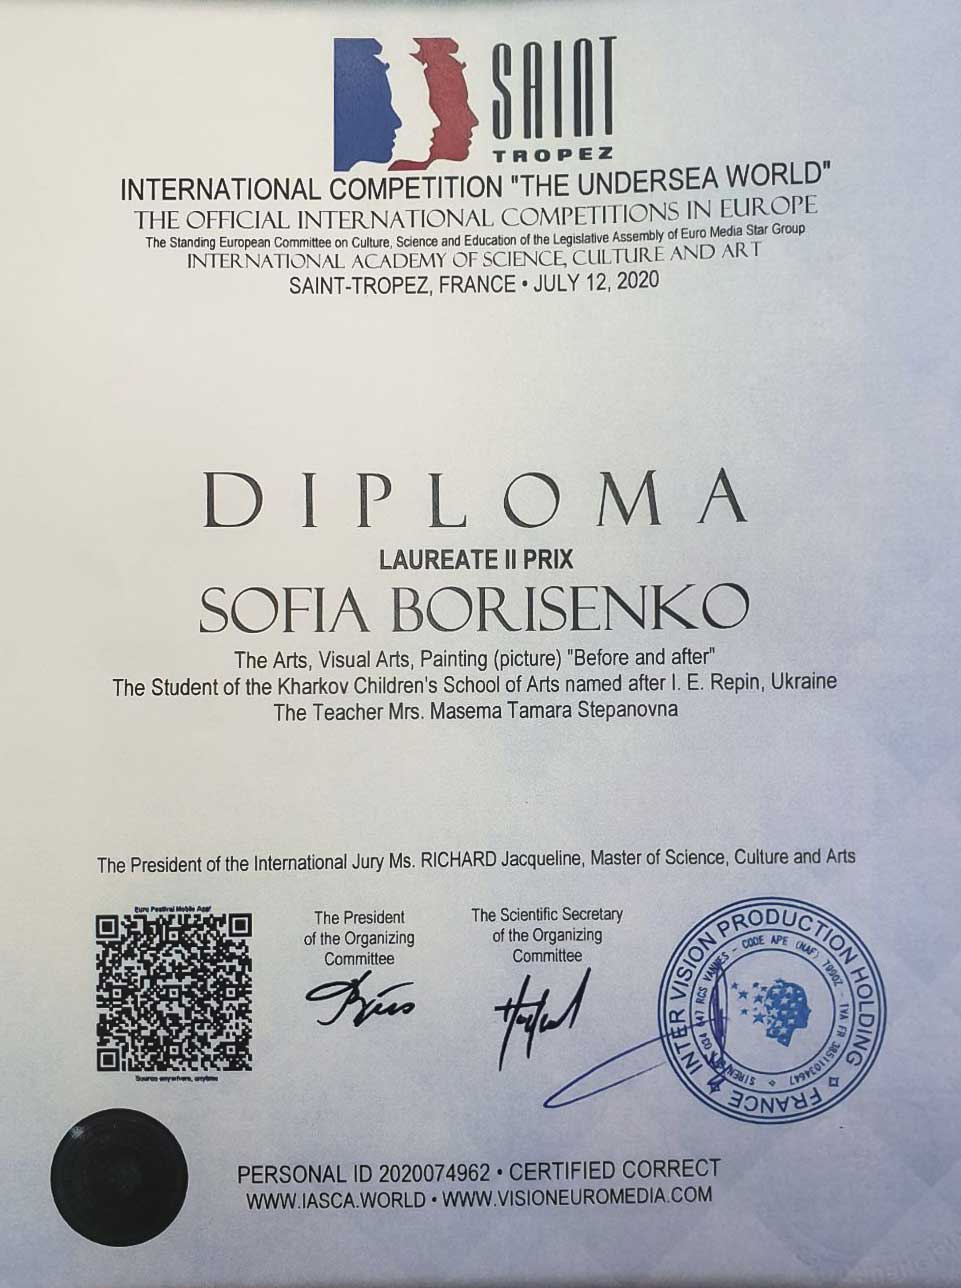 SAINT
TROPEZ
INTERNATIONAL COMPETITION "THE UNDERSEA WORLD"
THE OFFICIAL INTERNATIONAL COMPETITIONS IN EUROPE
The Standing European Committee on Culture, Science and Education of the Legislative Assembly of Euro Media Star Group
INTERNATIONAL ACADEMY OF SCIENCE, CULTURE AND ART
SAINT-TROPEZ, FRANCE • JULY 12, 2020
DIPLOMA
LAUREATE II PRIX
SOFIA BORISENKO
The Arts, Visual Arts, Painting (picture) "Before and after"
The Student of the Kharkov Children's School of Arts named after I. E. Repin, Ukraine
The Teacher Mrs. Masema Tamara Stepanovna
The President of the International Jury Ms. RICHARD Jacqueline, Master of Science, Culture and Arts
Euro Festival Mobile App!
The President
of the Organizing
Committee
The Scientific Secretary
of the Organizing
Committee
INTER VISION PRODUCTION HOLDING
FRANCE
RCS VANNES - CODE APE (NAF)
TVA FR
SIREN
PERSONAL ID 2020074962 • CERTIFIED CORRECT
WWW.IASCA.WORLD • WWW.VISIONEUROMEDIA.COM